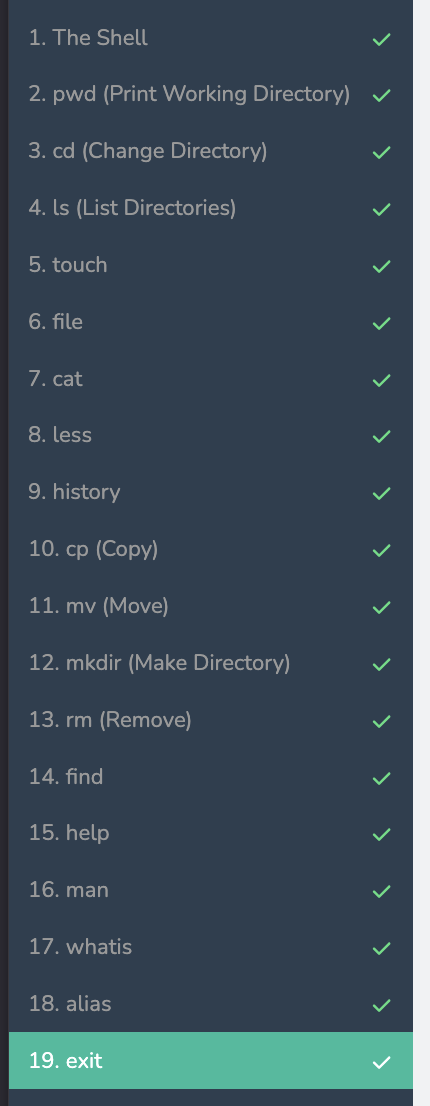 1. The Shell
2. pwd (Print Working Directory)
3. cd (Change Directory)
4. ls (List Directories)
5. touch
6. file
7. cat
8. less
9. history
10. cp (Copy)
11. mv (Move)
12. mkdir (Make Directory)
13. rm (Remove)
14. find
15. help
16. man
17. whatis
18. alias
19. exit